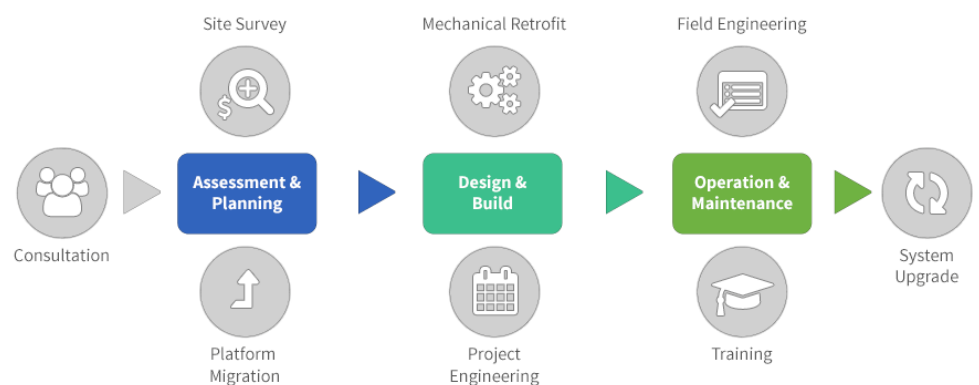 Site Survey
Mechanical Retrofit
Field Engineering
$
Assessment &
Planning
Design &
Build
Operation &
Maintenance
Consultation
System
Upgrade
Platform
Migration
Project
Engineering
Training